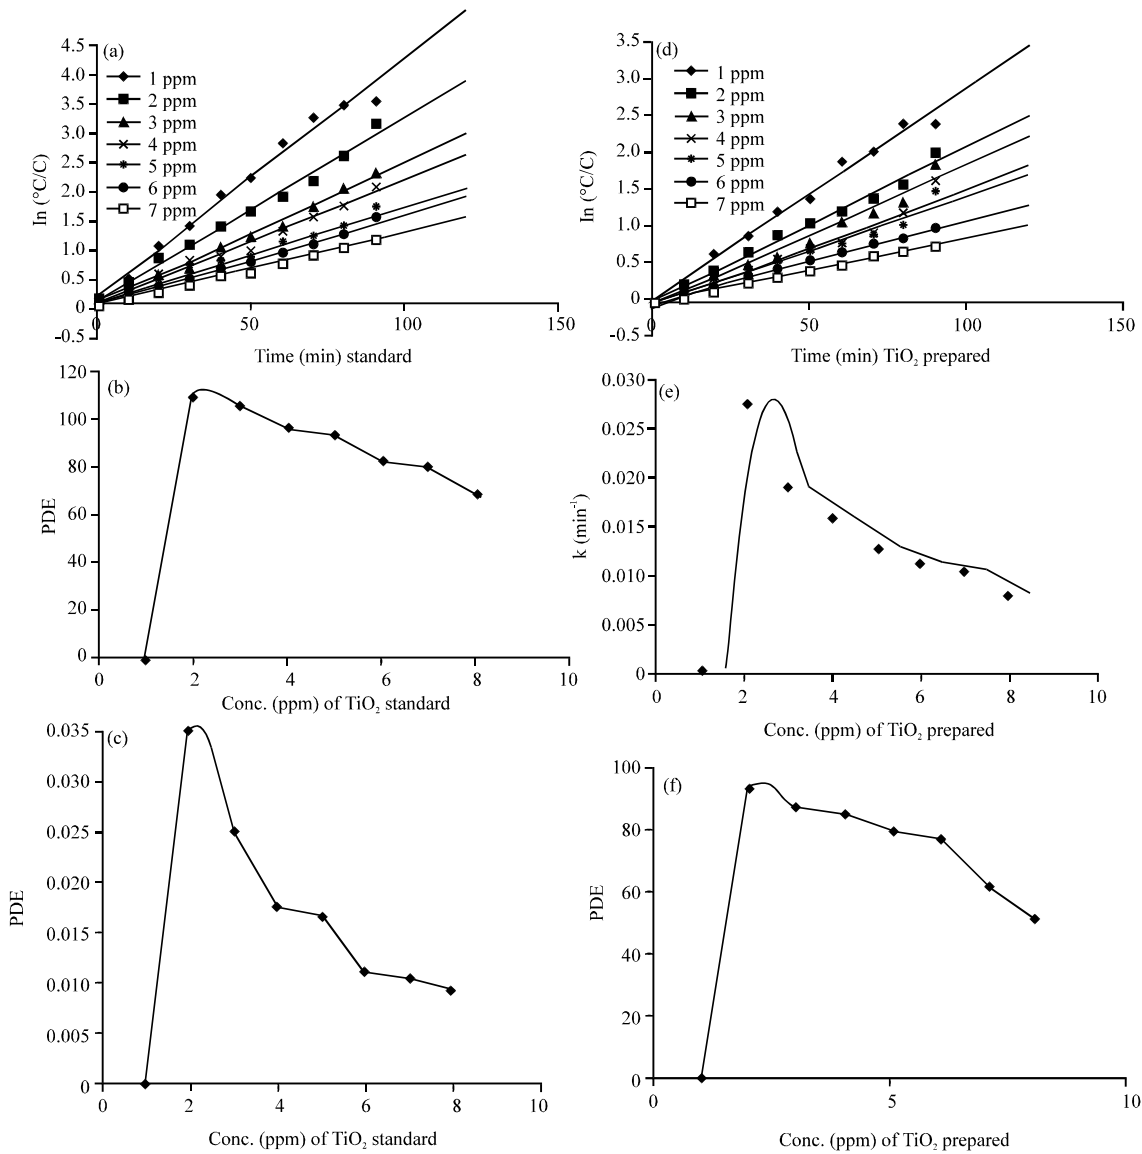 (a)
4.5
4.0
3.5
3.0
2.5
2.0
1.5
1.0
0.5
0
-0.5
In (°C/C)
1 ppm
2 ppm
3 ppm
4 ppm
5 ppm
6 ppm
7 ppm
0 50 100 150
Time (min) standard
(d)
3.5
3.0
2.5
2.0
1.5
1.0
0.5
0
-0.5
In (°C/C)
1 ppm
2 ppm
3 ppm
4 ppm
5 ppm
6 ppm
7 ppm
0 50 100 150
Time (min) TiO₂ prepared
(b)
120
100
80
60
40
20
0
PDE
0 2 4 6 8 10
Conc. (ppm) of TiO₂ standard
(e)
0.030
0.025
0.020
0.015
0.010
0.005
0
k (min⁻¹)
0 2 4 6 8 10
Conc. (ppm) of TiO₂ prepared
(c)
0.035
0.030
0.025
0.020
0.015
0.010
0.005
0
PDE
0 2 4 6 8 10
Conc. (ppm) of TiO₂ standard
(f)
100
80
60
40
20
0
PDE
0 5 10
Conc. (ppm) of TiO₂ prepared